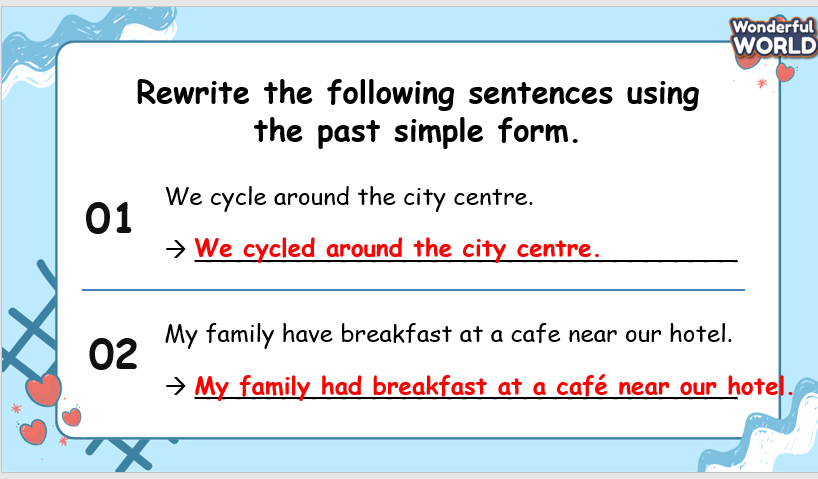 Wonderful
WORLD
Rewrite the following sentences using
the past simple form.
01
We cycle around the city centre.
→ We cycled around the city centre.
02
My family have breakfast at a cafe near our hotel.
→ My family had breakfast at a café near our hotel.